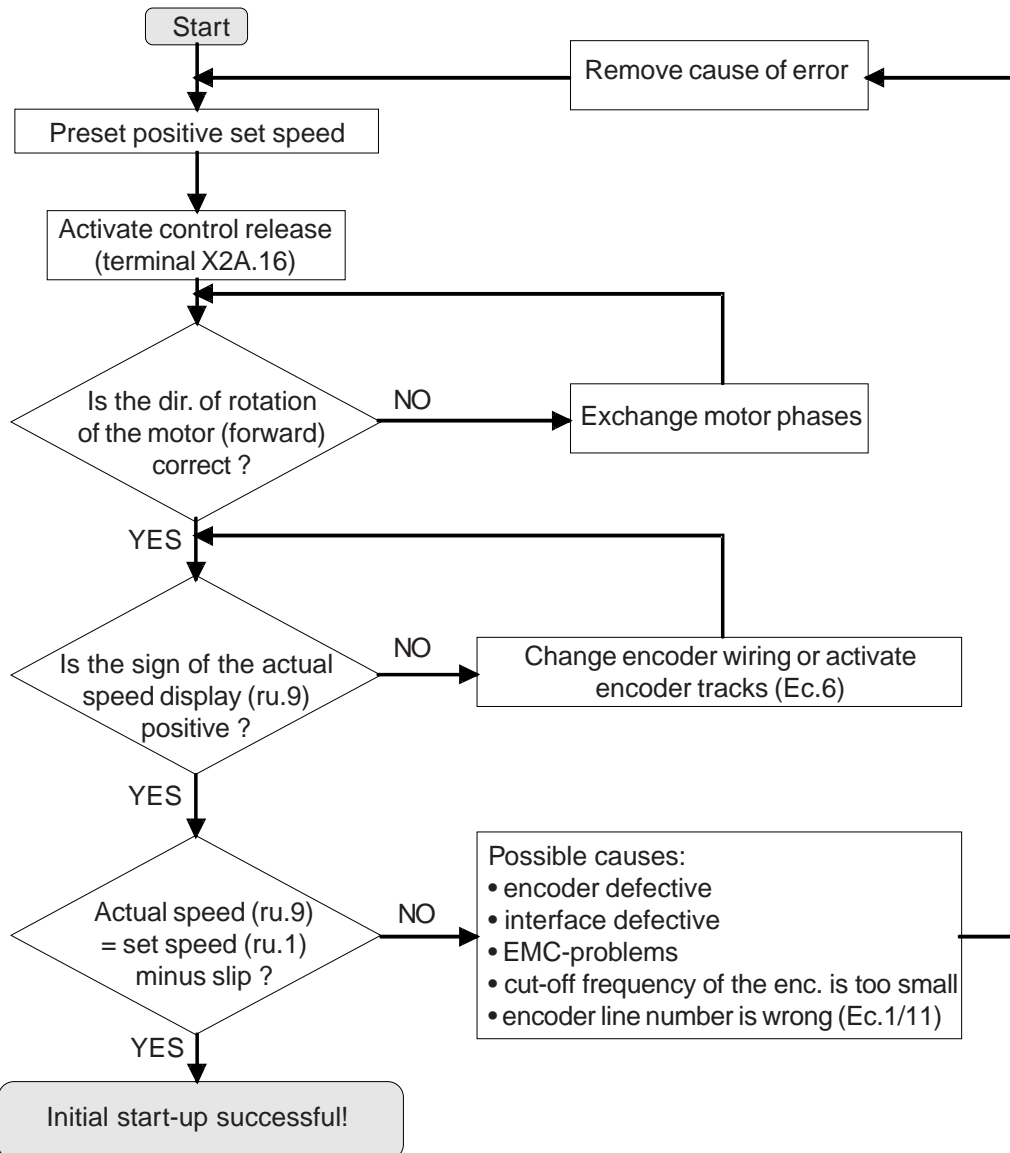 Start
Remove cause of error
Preset positive set speed
Activate control release
(terminal X2A.16)
Is the dir. of rotation
of the motor (forward)
correct ?
NO
Exchange motor phases
YES
Is the sign of the actual
speed display (ru.9)
positive ?
NO
Change encoder wiring or activate
encoder tracks (Ec.6)
YES
Actual speed (ru.9)
= set speed (ru.1)
minus slip ?
NO
Possible causes:
• encoder defective
• interface defective
• EMC-problems
• cut-off frequency of the enc. is too small
• encoder line number is wrong (Ec.1/11)
YES
Initial start-up successful!